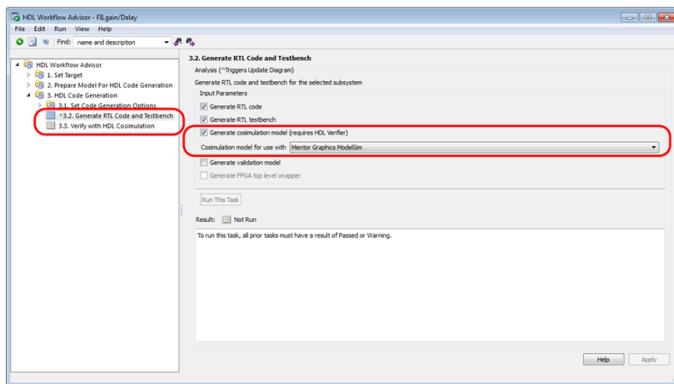 HDL Workflow Advisor - FILgain/Delay
File Edit Run View Help
Find: name and description
HDL Workflow Advisor
1. Set Target
2. Prepare Model For HDL Code Generation
3. HDL Code Generation
3.1. Set Code Generation Options
^3.2. Generate RTL Code and Testbench
3.3. Verify with HDL Cosimulation
3.2. Generate RTL Code and Testbench
Analysis (^Triggers Update Diagram)
Generate RTL code and testbench for the selected subsystem
Input Parameters
Generate RTL code
Generate RTL testbench
Generate cosimulation model (requires HDL Verifier)
Cosimulation model for use with Mentor Graphics ModelSim
Generate validation model
Generate FPGA top level wrapper
Run This Task
Result: Not Run
To run this task, all prior tasks must have a result of Passed or Warning.
Help Apply